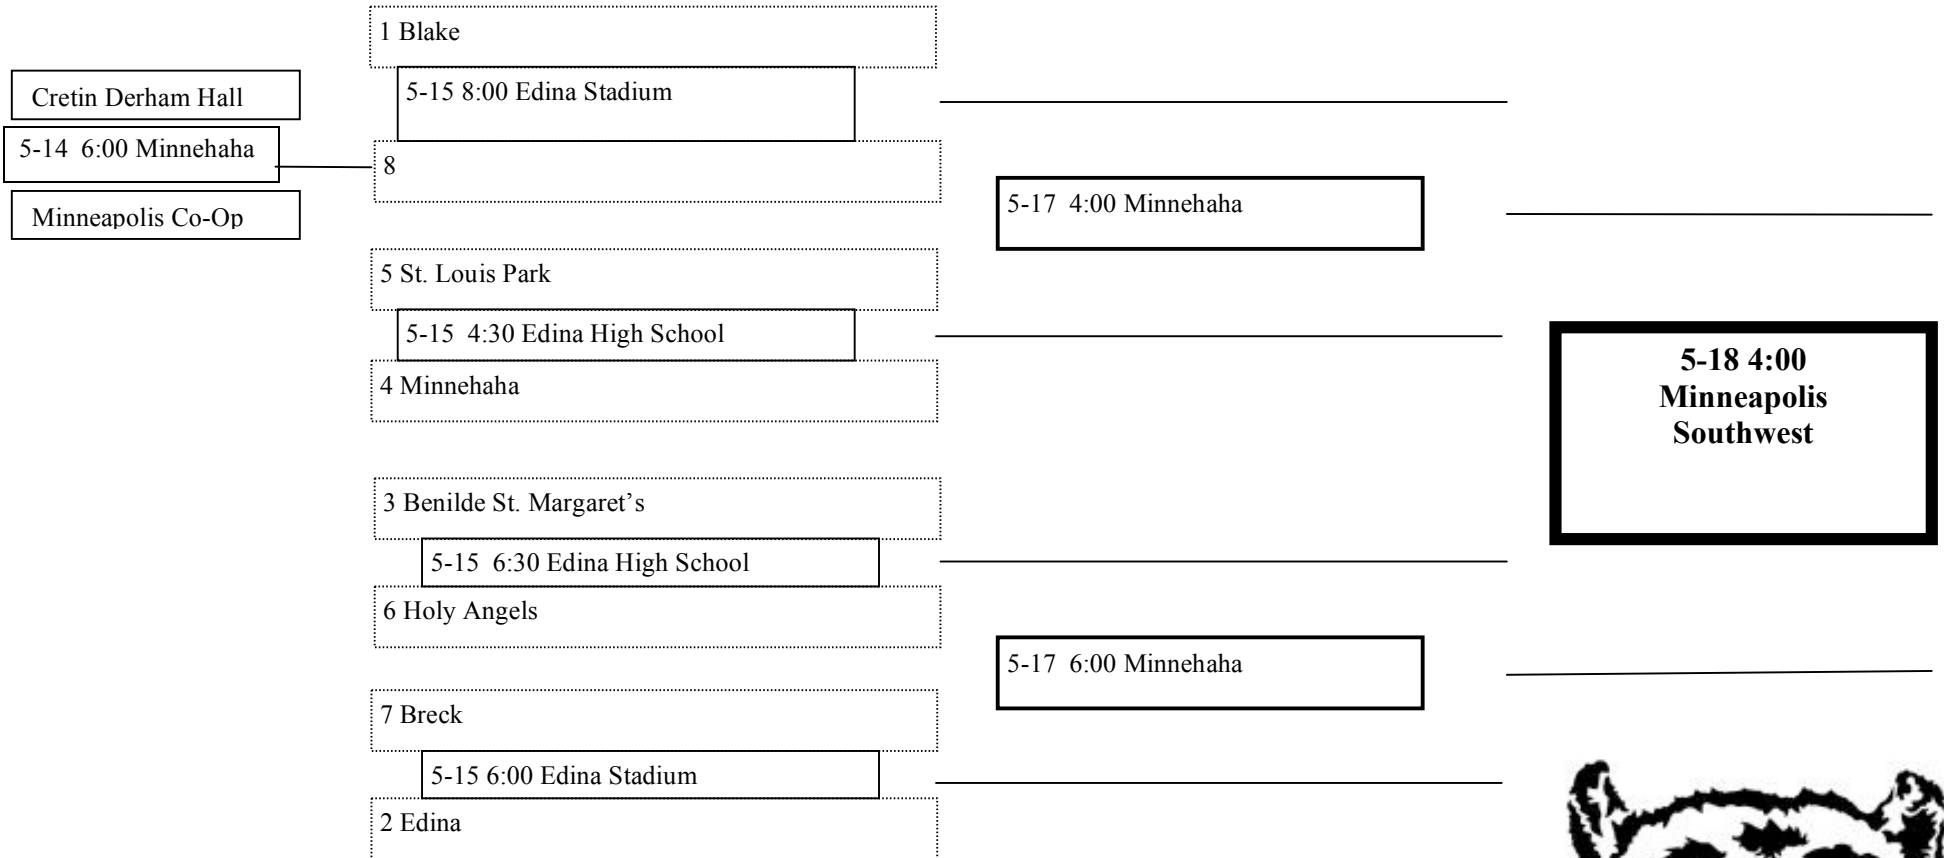 1 Blake
Cretin Derham Hall
5-15 8:00 Edina Stadium
5-14 6:00 Minnehaha
8
Minneapolis Co-Op
5-17 4:00 Minnehaha
5 St. Louis Park
5-15 4:30 Edina High School
4 Minnehaha
5-18 4:00
Minneapolis
Southwest
3 Benilde St. Margaret’s
5-15 6:30 Edina High School
6 Holy Angels
5-17 6:00 Minnehaha
7 Breck
5-15 6:00 Edina Stadium
2 Edina